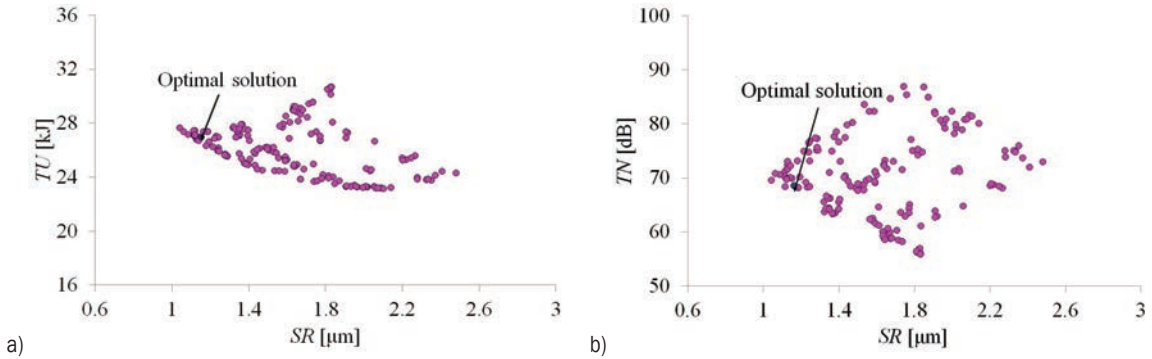 36
32
28
24
20
16
TU [kJ]
Optimal solution
0.6 1 1.4 1.8 2.2 2.6 3
SR [μm]
a)
100
90
80
70
60
50
TN [dB]
Optimal solution
0.6 1 1.4 1.8 2.2 2.6 3
SR [μm]
b)